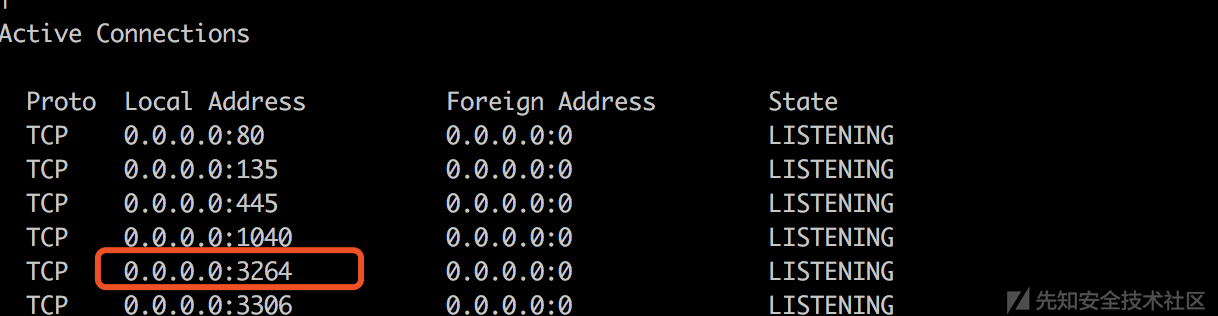 Active Connections
Proto Local Address Foreign Address State
TCP 0.0.0.0:80 0.0.0.0:0 LISTENING
TCP 0.0.0.0:135 0.0.0.0:0 LISTENING
TCP 0.0.0.0:445 0.0.0.0:0 LISTENING
TCP 0.0.0.0:1040 0.0.0.0:0 LISTENING
TCP 0.0.0.0:3264 0.0.0.0:0 LISTENING
TCP 0.0.0.0:3306 0.0.0.0:0 LISTENING
先知安全技术社区